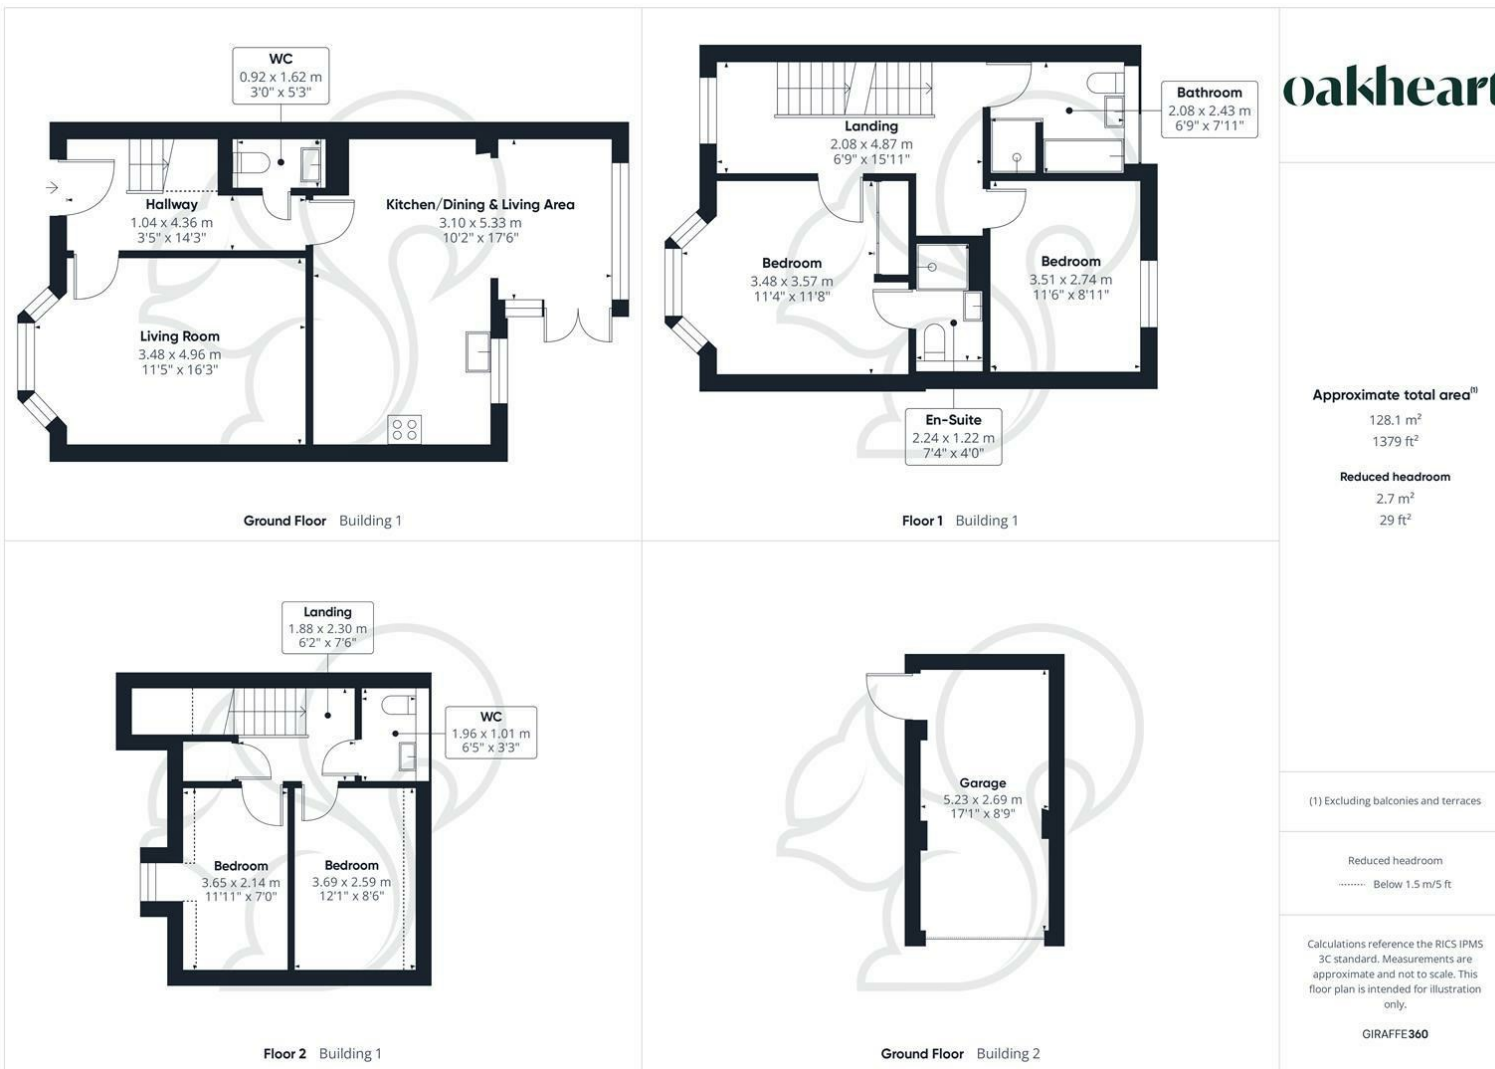 WC
0.92 x 1.62 m
3'0" x 5'3"
Hallway
1.04 x 4.36 m
3'5" x 14'3"
Kitchen/Dining & Living Area
3.10 x 5.33 m
10'2" x 17'6"
Living Room
3.48 x 4.96 m
11'5" x 16'3"
Ground Floor Building 1
Bathroom
2.08 x 2.43 m
6'9" x 7'11"
Landing
2.08 x 4.87 m
6'9" x 15'11"
Bedroom
3.48 x 3.57 m
11'4" x 11'8"
Bedroom
3.51 x 2.74 m
11'6" x 8'11"
En-Suite
2.24 x 1.22 m
7'4" x 4'0"
Floor 1 Building 1
Landing
1.88 x 2.30 m
6'2" x 7'6"
WC
1.96 x 1.01 m
6'5" x 3'3"
Bedroom
3.65 x 2.14 m
11'11" x 7'0"
Bedroom
3.69 x 2.59 m
12'1" x 8'6"
Floor 2 Building 1
Garage
5.23 x 2.69 m
17'1" x 8'9"
Ground Floor Building 2
oakheart
Approximate total area⁽¹⁾
128.1 m²
1379 ft²
Reduced headroom
2.7 m²
29 ft²
(1) Excluding balconies and terraces
Reduced headroom
Below 1.5 m/5 ft
Calculations reference the RICS IPMS
3C standard. Measurements are
approximate and not to scale. This
floor plan is intended for illustration
only.
GIRAFFE360